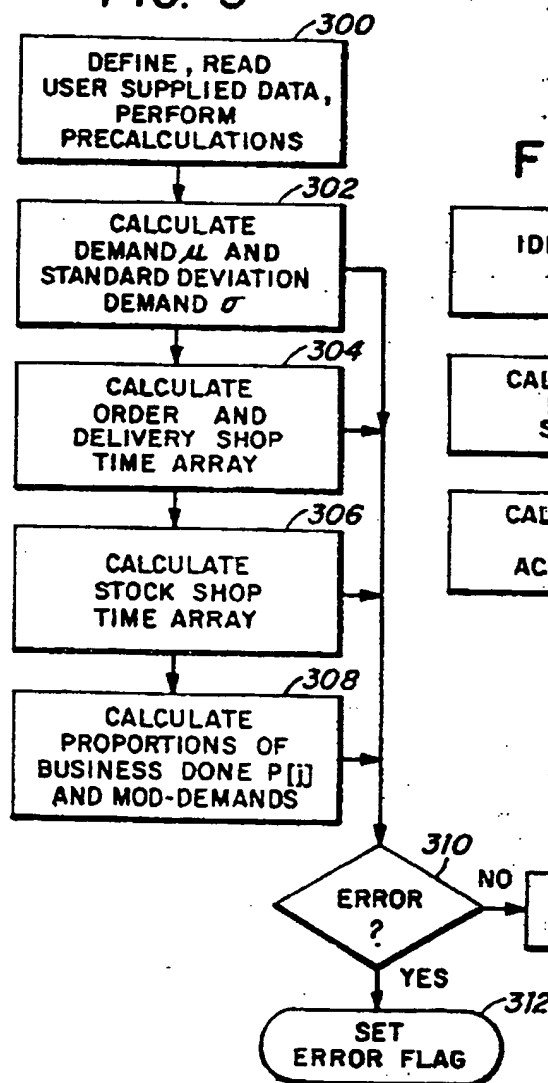 300
DEFINE, READ
USER SUPPLIED DATA,
PERFORM
PRECALCULATIONS
302
CALCULATE
DEMAND μ AND
STANDARD DEVIATION
DEMAND σ
304
CALCULATE
ORDER AND
DELIVERY SHOP
TIME ARRAY
306
CALCULATE
STOCK SHOP
TIME ARRAY
308
CALCULATE
PROPORTIONS OF
BUSINESS DONE P[j]
AND MOD-DEMANDS
310
ERROR
?
NO
YES
312
SET
ERROR FLAG
F
S